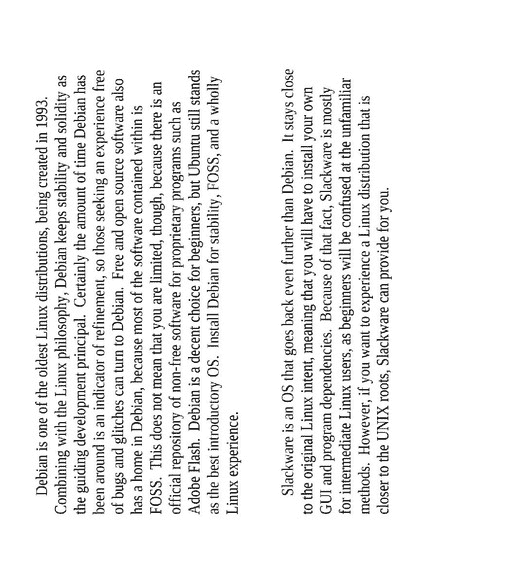 Debian is one of the oldest Linux distributions, being created in 1993.
Combining with the Linux philosophy, Debian keeps stability and solidity as
the guiding development principal. Certainly the amount of time Debian has
been around is an indicator of refinement, so those seeking an experience free
of bugs and glitches can turn to Debian. Free and open source software also
has a home in Debian, because most of the software contained within is
FOSS. This does not mean that you are limited, though, because there is an
official repository of non-free software for proprietary programs such as
Adobe Flash. Debian is a decent choice for beginners, but Ubuntu still stands
as the best introductory OS. Install Debian for stability, FOSS, and a wholly
Linux experience.
Slackware is an OS that goes back even further than Debian. It stays close
to the original Linux intent, meaning that you will have to install your own
GUI and program dependencies. Because of that fact, Slackware is mostly
for intermediate Linux users, as beginners will be confused at the unfamiliar
methods. However, if you want to experience a Linux distribution that is
closer to the UNIX roots, Slackware can provide for you.